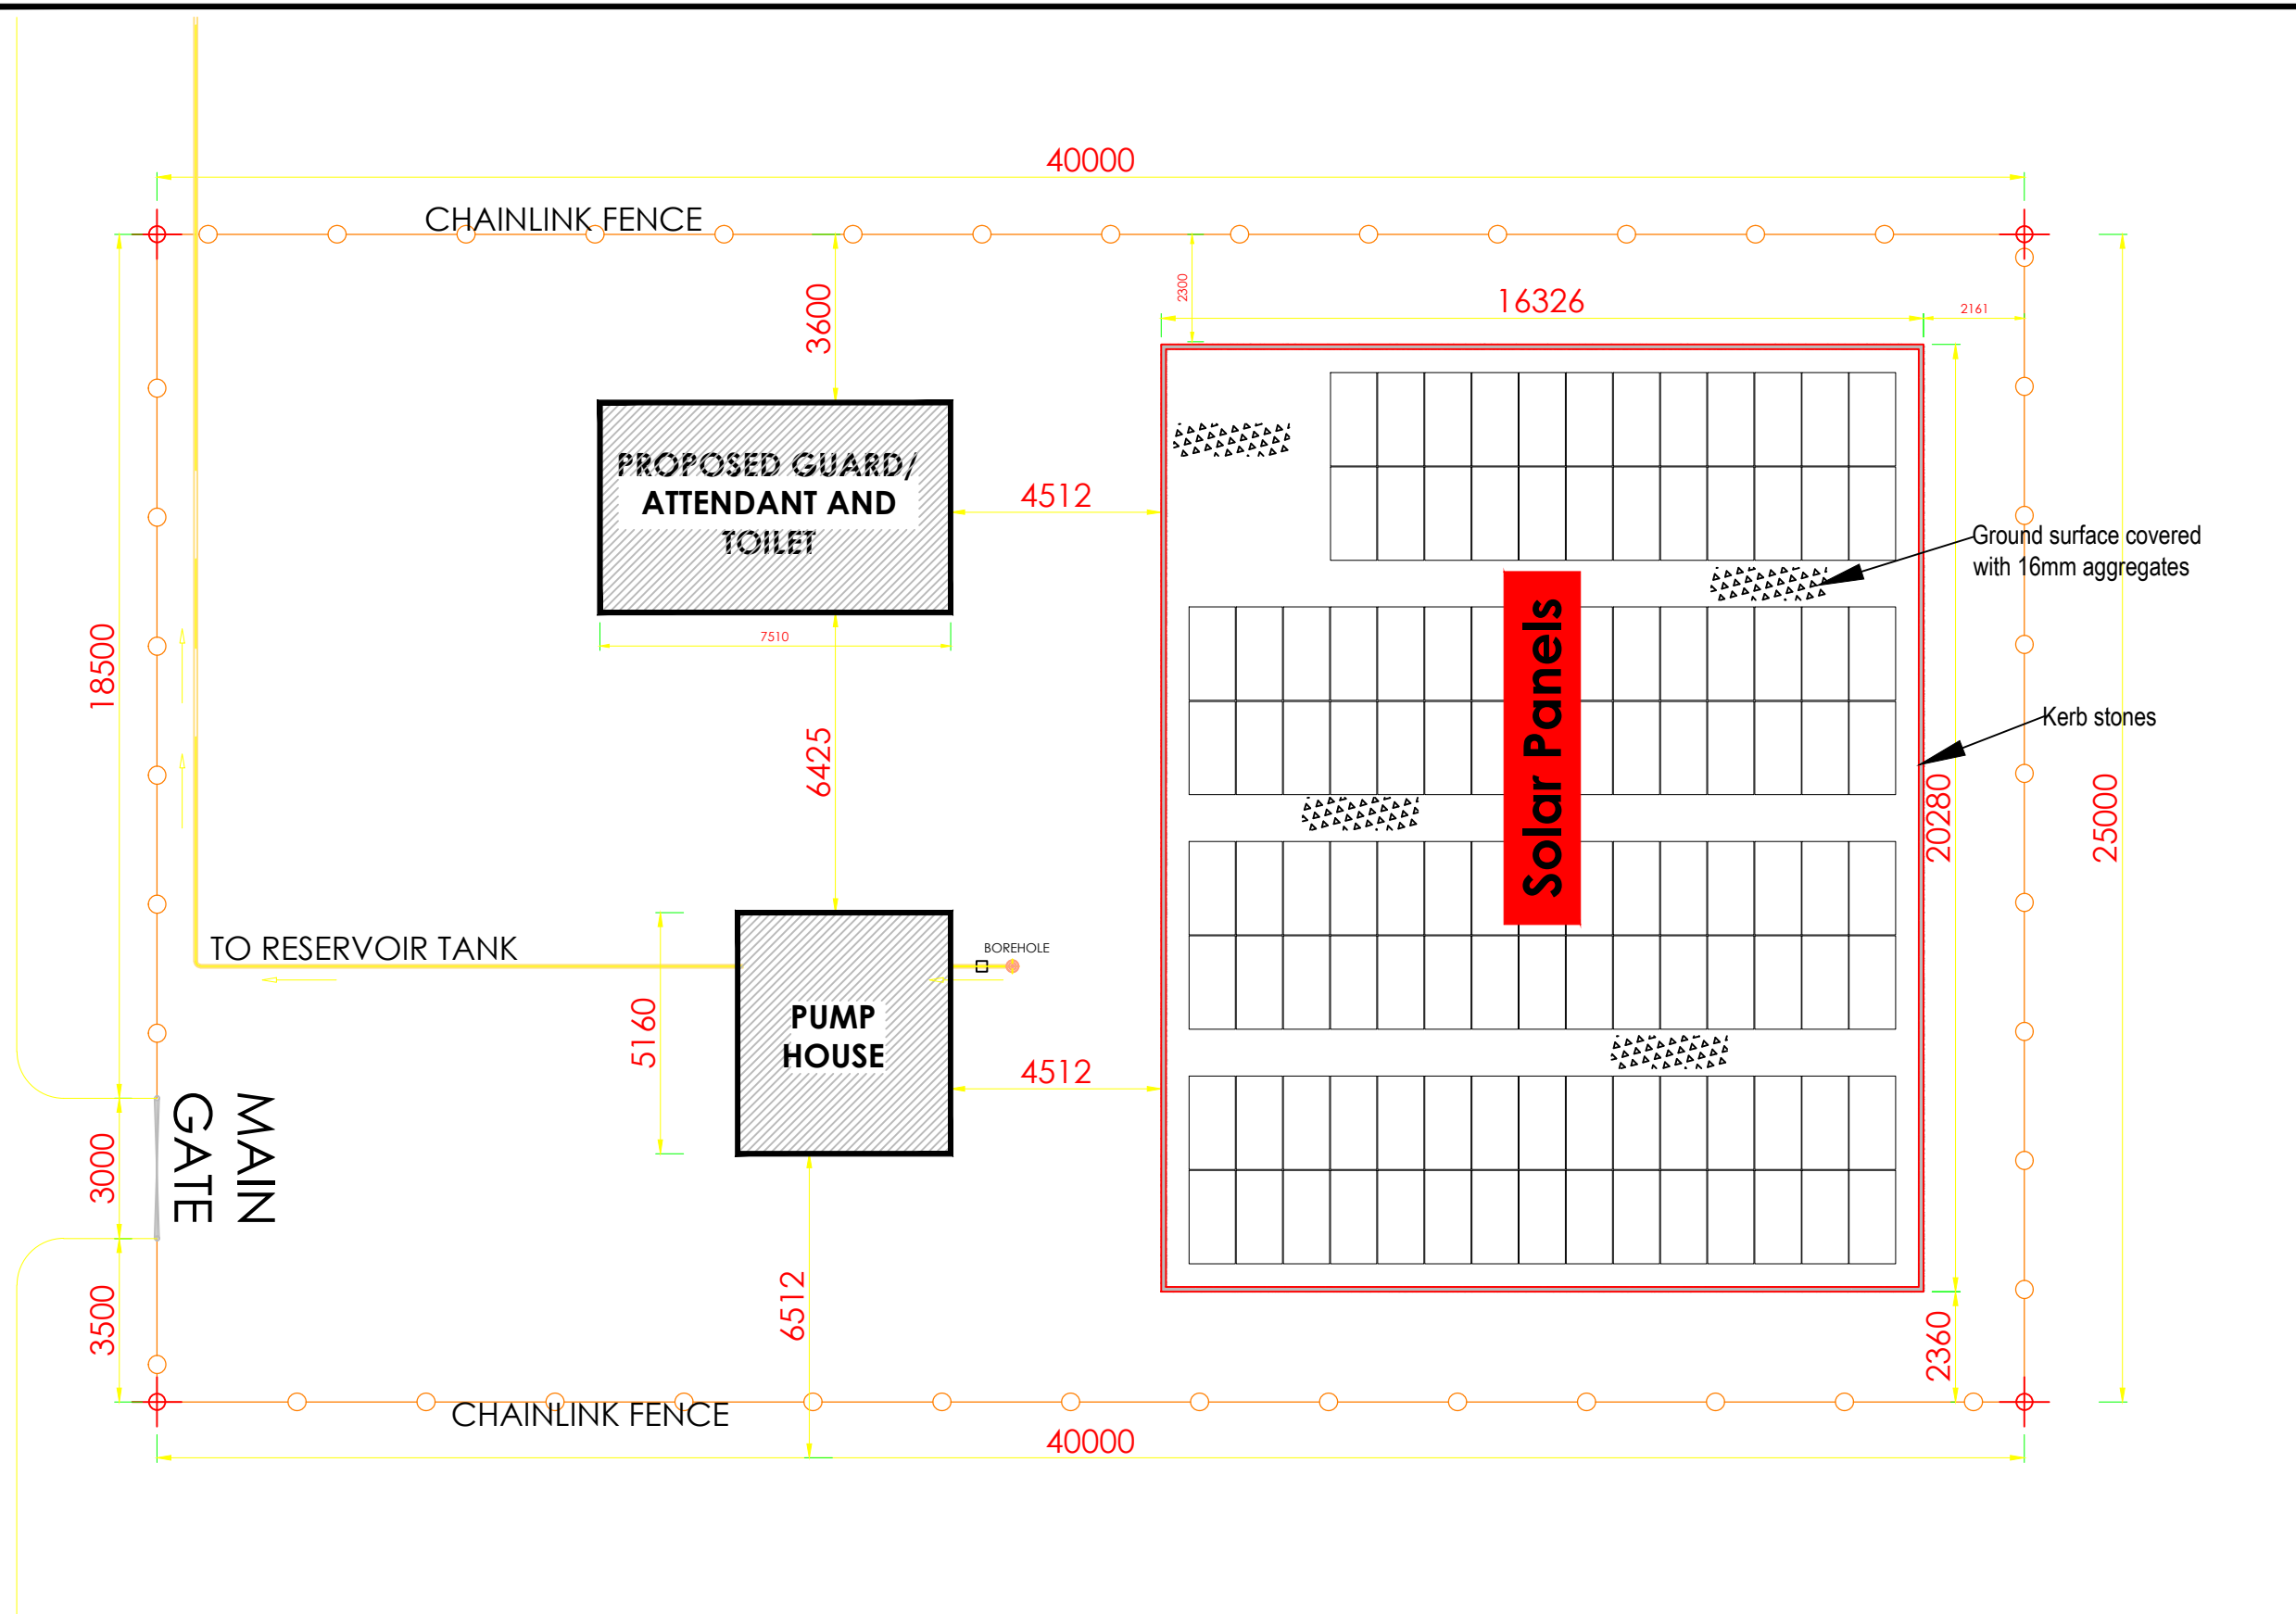 40000
CHAINLINK FENCE
3600
2300
16326
2161
PROPOSED GUARD/
ATTENDANT AND
TOILET
4512
Ground surface covered
with 16mm aggregates
7510
18500
6425
Solar Panels
Kerb stones
20280
25000
TO RESERVOIR TANK
BOREHOLE
5160
PUMP
HOUSE
4512
MAIN
GATE
3000
3500
6512
2360
CHAINLINK FENCE
40000